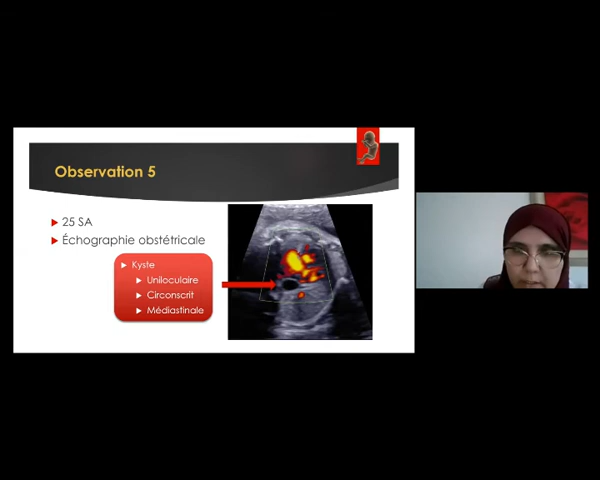 Observation 5
25 SA
Échographie obstétricale
Kyste
Uniloculaire
Circonscrit
Médiastinale